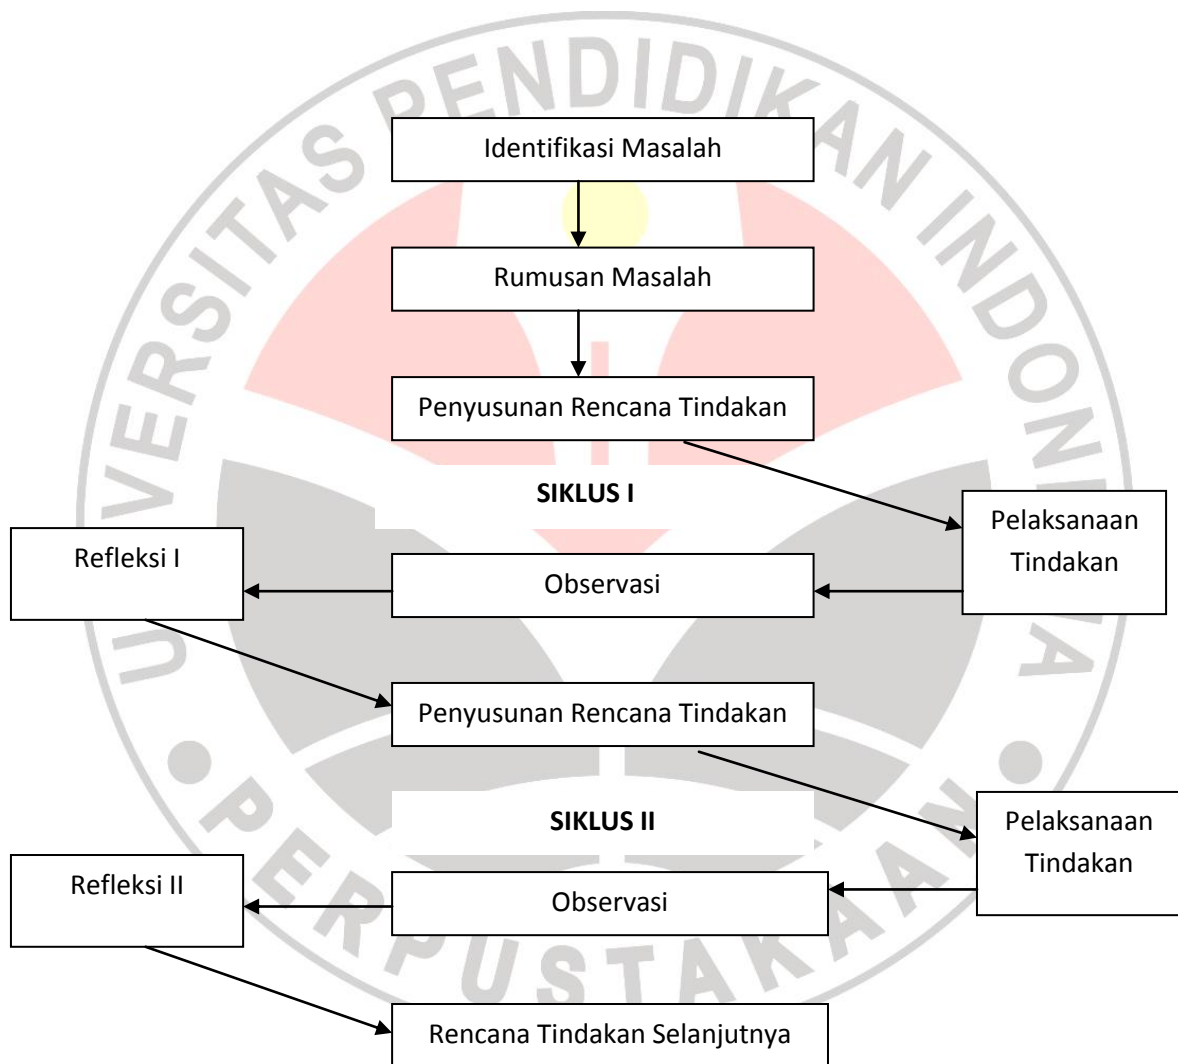 UNIVERSITAS PENDIDIKAN INDONESIA
Identifikasi Masalah
Rumusan Masalah
Penyusunan Rencana Tindakan
SIKLUS I
Pelaksanaan
Tindakan
Observasi
Refleksi I
Penyusunan Rencana Tindakan
SIKLUS II
Pelaksanaan
Tindakan
Observasi
Refleksi II
Rencana Tindakan Selanjutnya
PERPUSTAKAAN